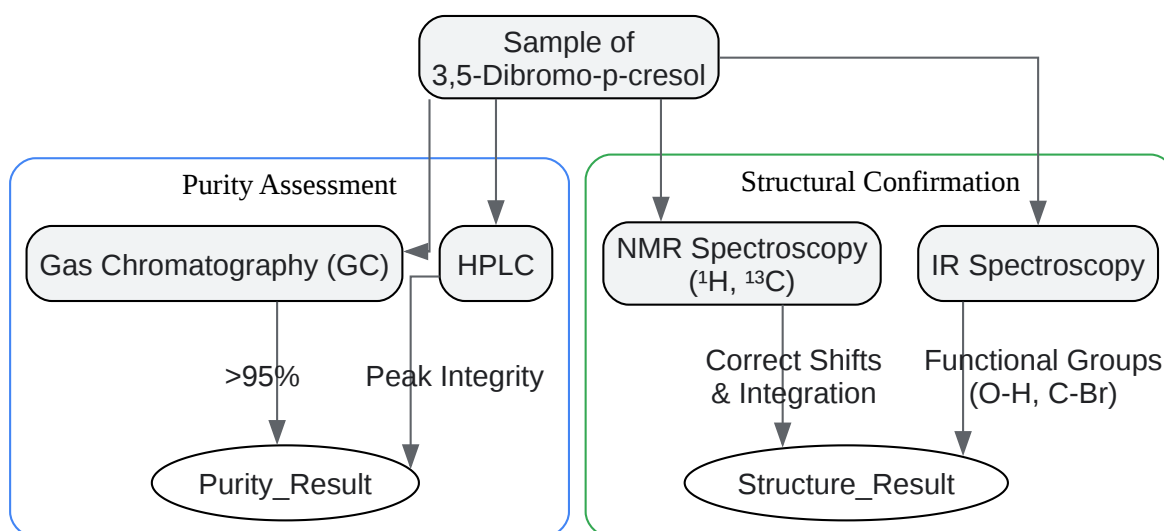 Sample of
3,5-Dibromo-p-cresol
Purity Assessment
Structural Confirmation
Gas Chromatography (GC)
HPLC
NMR Spectroscopy
(¹H, ¹³C)
IR Spectroscopy
>95%
Peak Integrity
Correct Shifts
& Integration
Functional Groups
(O-H, C-Br)
Purity_Result
Structure_Result